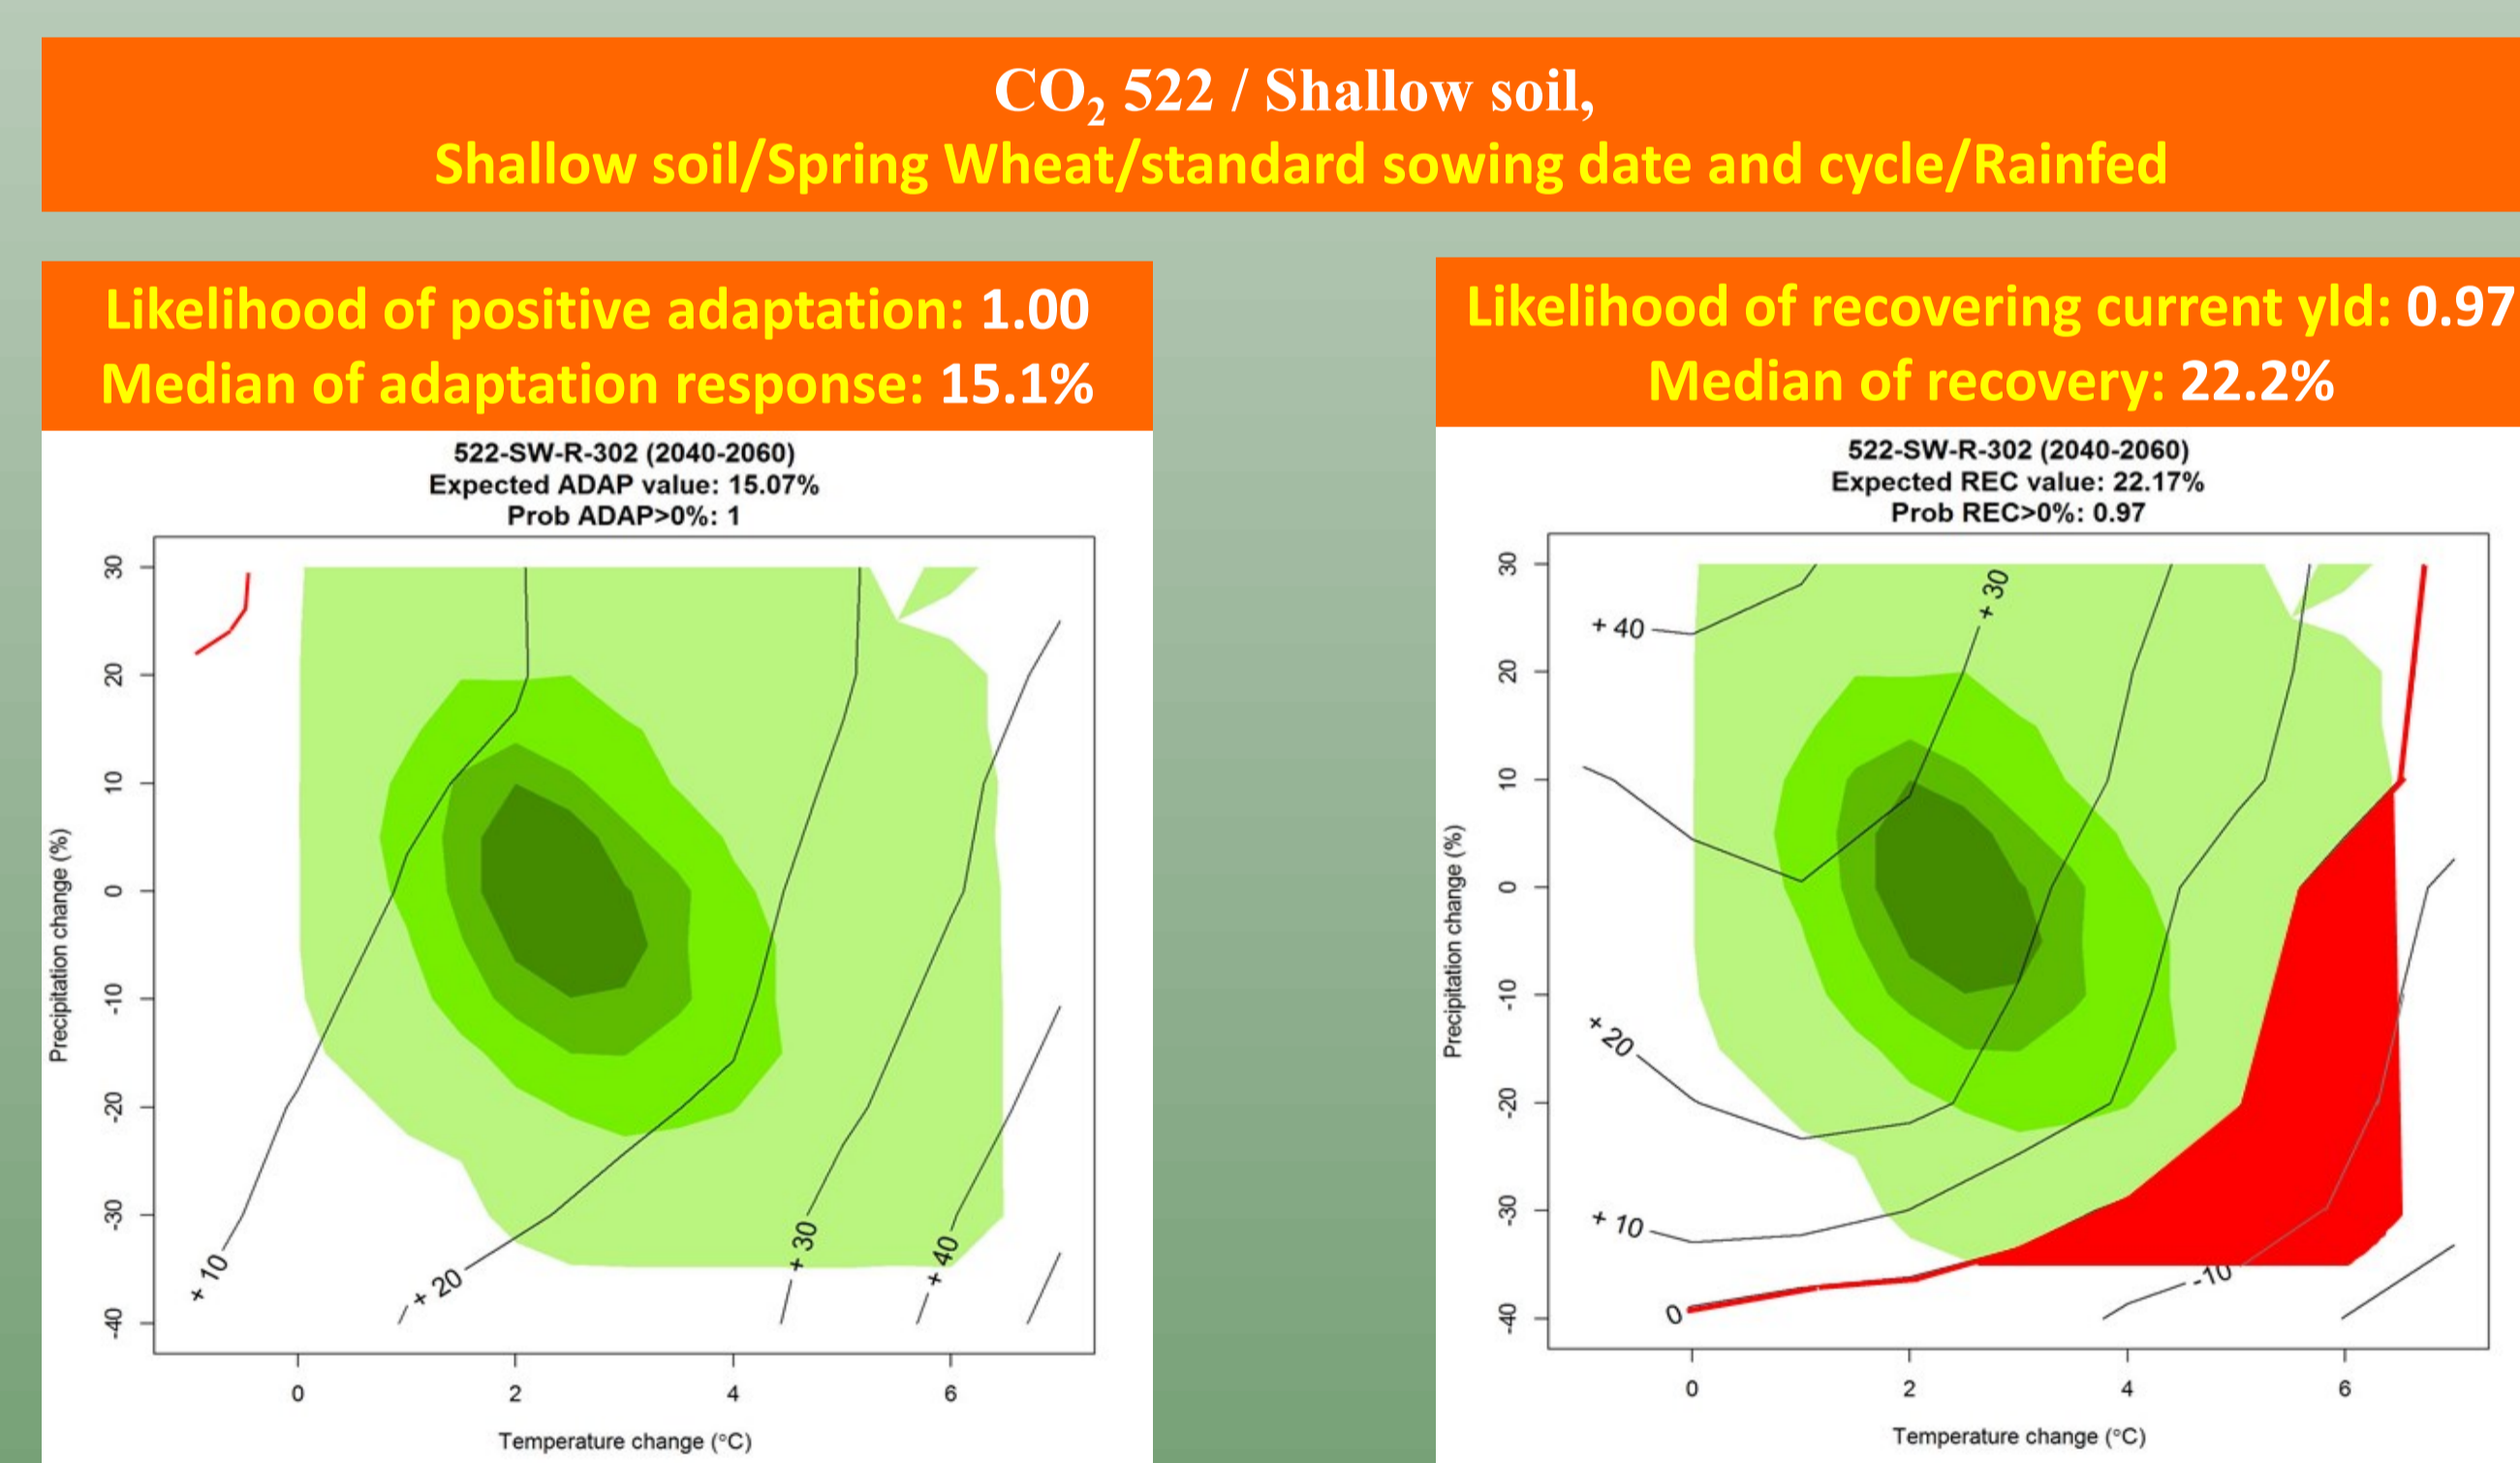 CO₂ 522 / Shallow soil,
Shallow soil/Spring Wheat/standard sowing date and cycle/Rainfed
Likelihood of positive adaptation: 1.00
Median of adaptation response: 15.1%
522-SW-R-302 (2040-2060)
Expected ADAP value: 15.07%
Prob ADAP>0%: 1
Precipitation change (%)
30
20
10
0
-10
-20
-30
-40
+ 10
+ 20
+ 30
+ 40
0
2
4
6
Temperature change (°C)
Likelihood of recovering current yld: 0.97
Median of recovery: 22.2%
522-SW-R-302 (2040-2060)
Expected REC value: 22.17%
Prob REC>0%: 0.97
Precipitation change (%)
30
20
10
0
-10
-20
-30
-40
+ 40
+ 30
+ 20
+ 10
0
-10
0
2
4
6
Temperature change (°C)